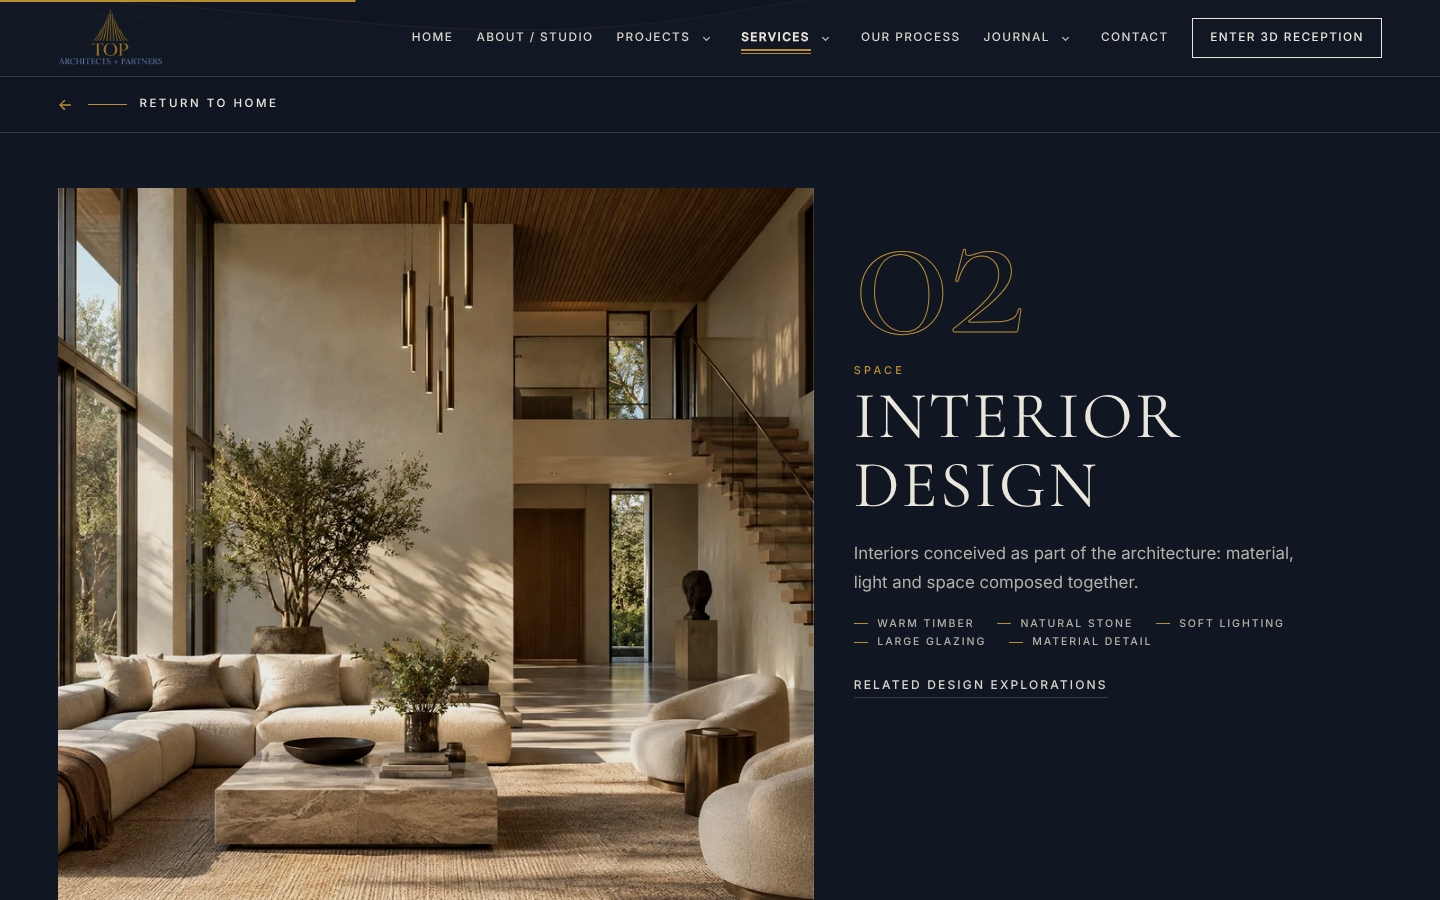 TOP
ARCHITECTS + PARTNERS
HOME
ABOUT / STUDIO
PROJECTS
SERVICES
OUR PROCESS
JOURNAL
CONTACT
ENTER 3D RECEPTION
RETURN TO HOME
02
SPACE
INTERIOR
DESIGN
Interiors conceived as part of the architecture: material,
light and space composed together.
WARM TIMBER
NATURAL STONE
SOFT LIGHTING
LARGE GLAZING
MATERIAL DETAIL
RELATED DESIGN EXPLORATIONS